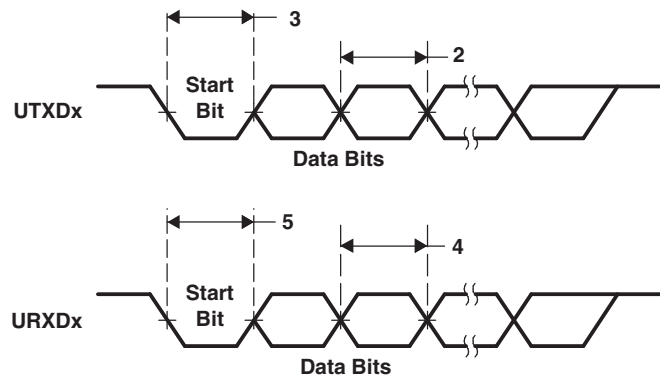 3
2
Start
Bit
UTXDx
Data Bits
5
4
Start
Bit
URXDx
Data Bits